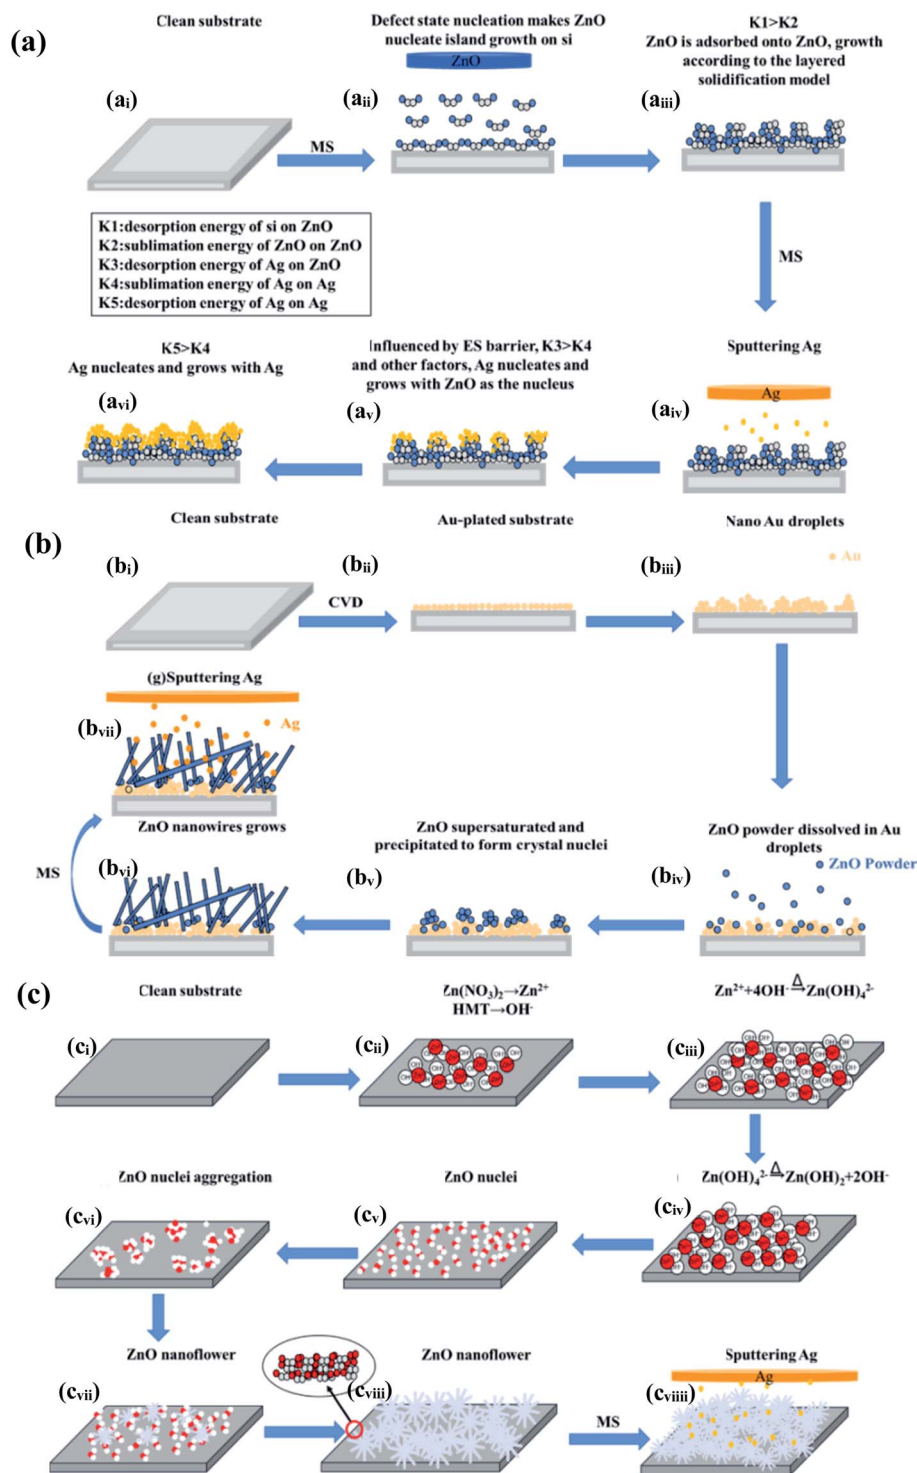 (a)
Clean substrate
Defect state nucleation makes ZnO
nucleate island growth on si
K1>K2
ZnO is adsorbed onto ZnO, growth
according to the layered
solidification model
ZnO
(ai)
(aii)
(aiii)
MS
K1:desorption energy of si on ZnO
K2:sublimation energy of ZnO on ZnO
K3:desorption energy of Ag on ZnO
K4:sublimation energy of Ag on Ag
K5:desorption energy of Ag on Ag
MS
K5>K4
Ag nucleates and grows with Ag
Influenced by ES barrier, K3>K4
and other factors, Ag nucleates and
grows with ZnO as the nucleus
Sputtering Ag
Ag
(avi)
(av)
(aiv)
(b)
Clean substrate
Au-plated substrate
Nano Au droplets
(bi)
(bii)
(biii)
Au
CVD
(g)Sputtering Ag
(bvii)
Ag
ZnO nanowires grows
ZnO supersaturated and
precipitated to form crystal nuclei
ZnO powder dissolved in Au
droplets
ZnO Powder
MS
(bvi)
(bv)
(biv)
(c)
Clean substrate
Zn(NO₃)₂→Zn²⁺
HMT→OH⁻
Zn²⁺+4OH⁻ →Δ Zn(OH)₄²⁻
(ci)
(cii)
(ciii)
ZnO nuclei aggregation
ZnO nuclei
Zn(OH)₄²⁻ →Δ Zn(OH)₂+2OH⁻
(cvi)
(cv)
(civ)
ZnO nanoflower
ZnO nanoflower
Sputtering Ag
Ag
(cvii)
(cviii)
(cviiii)
MS